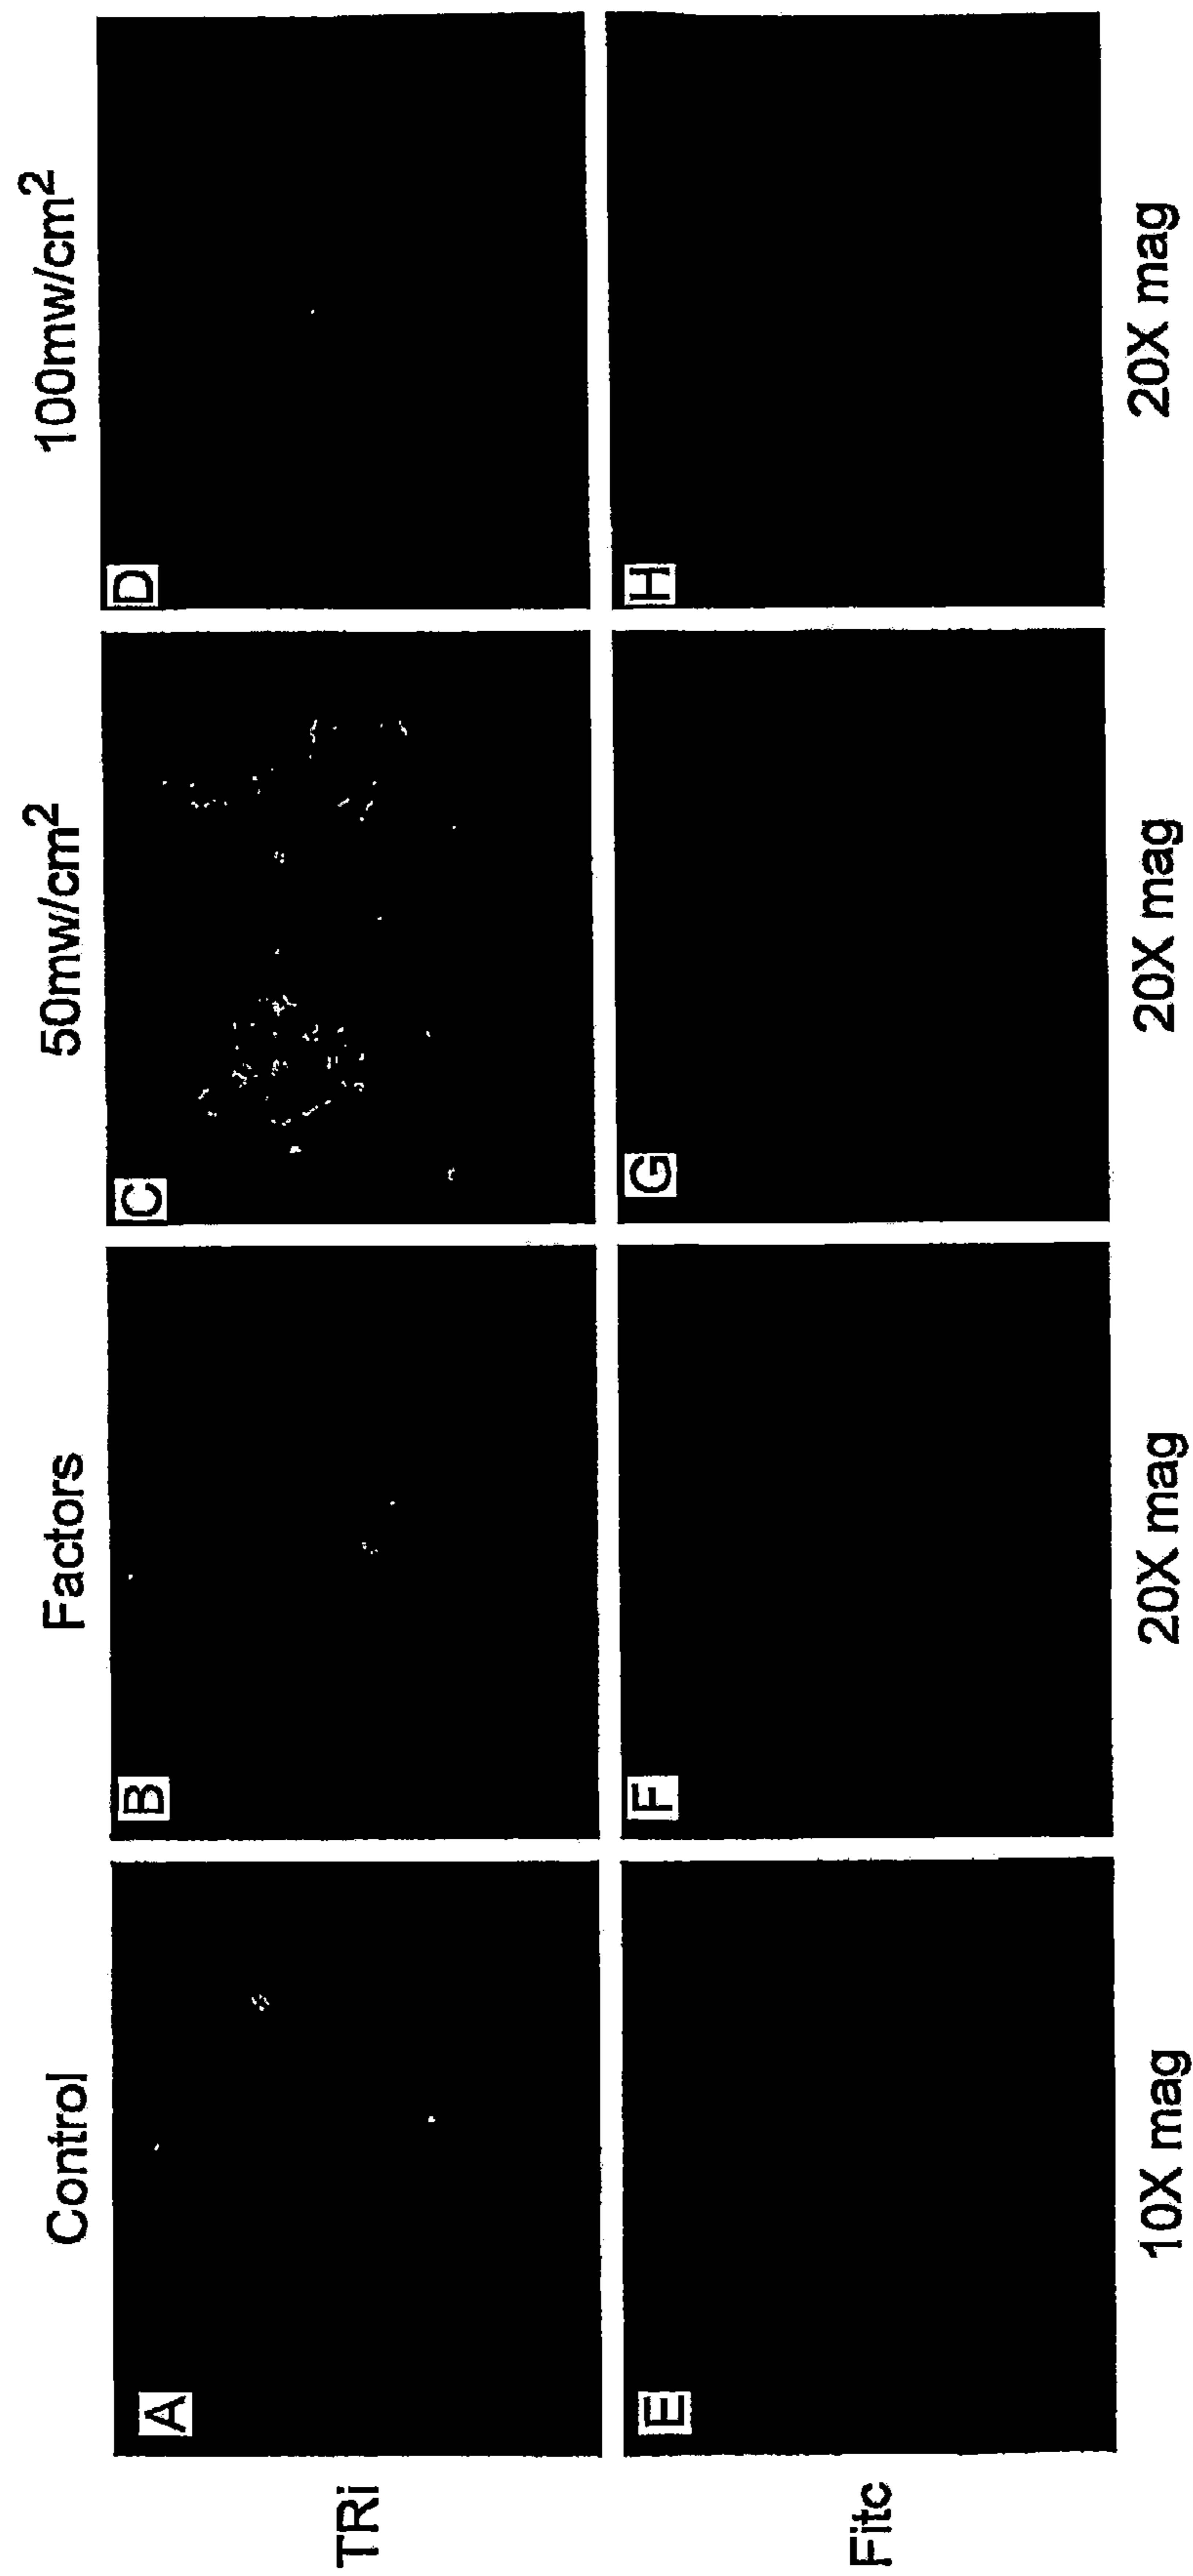 Control Factors 50mw/cm² 100mw/cm²
TRi
A B C D
Fitc
E F G H
10X mag 20X mag 20X mag 20X mag